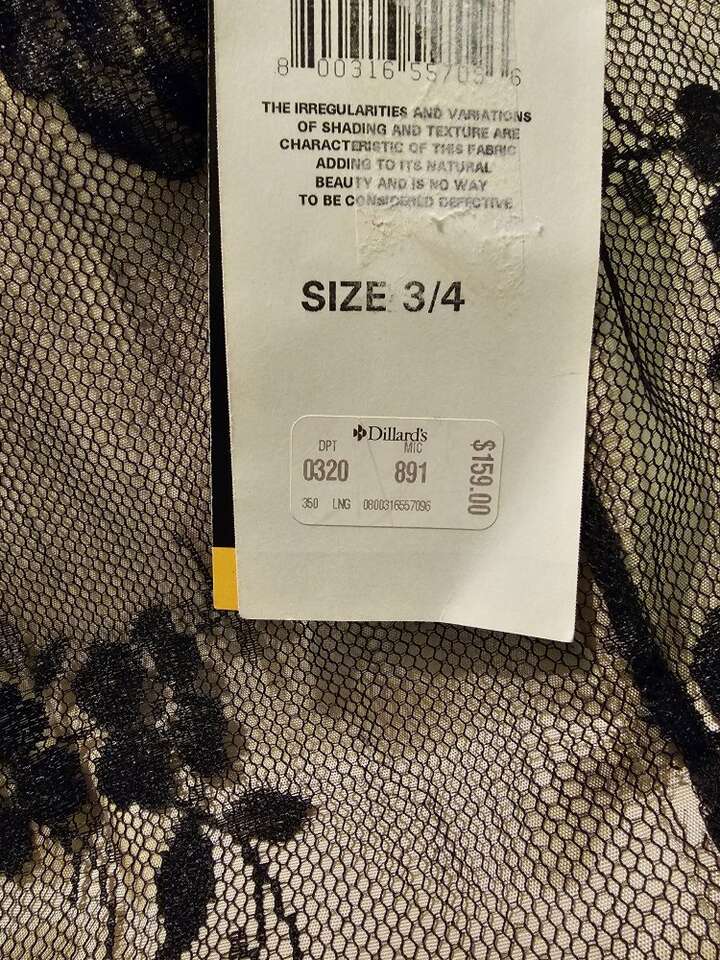 8 00316 55709 6
THE IRREGULARITIES AND VARIATIONS
OF SHADING AND TEXTURE ARE
CHARACTERISTIC OF THIS FABRIC
ADDING TO ITS NATURAL
BEAUTY AND IS NO WAY
TO BE CONSIDERED DEFECTIVE
SIZE 3/4
Dillard's
DPT MIC
0320 891
$159.00
350 LNG 0800316557096